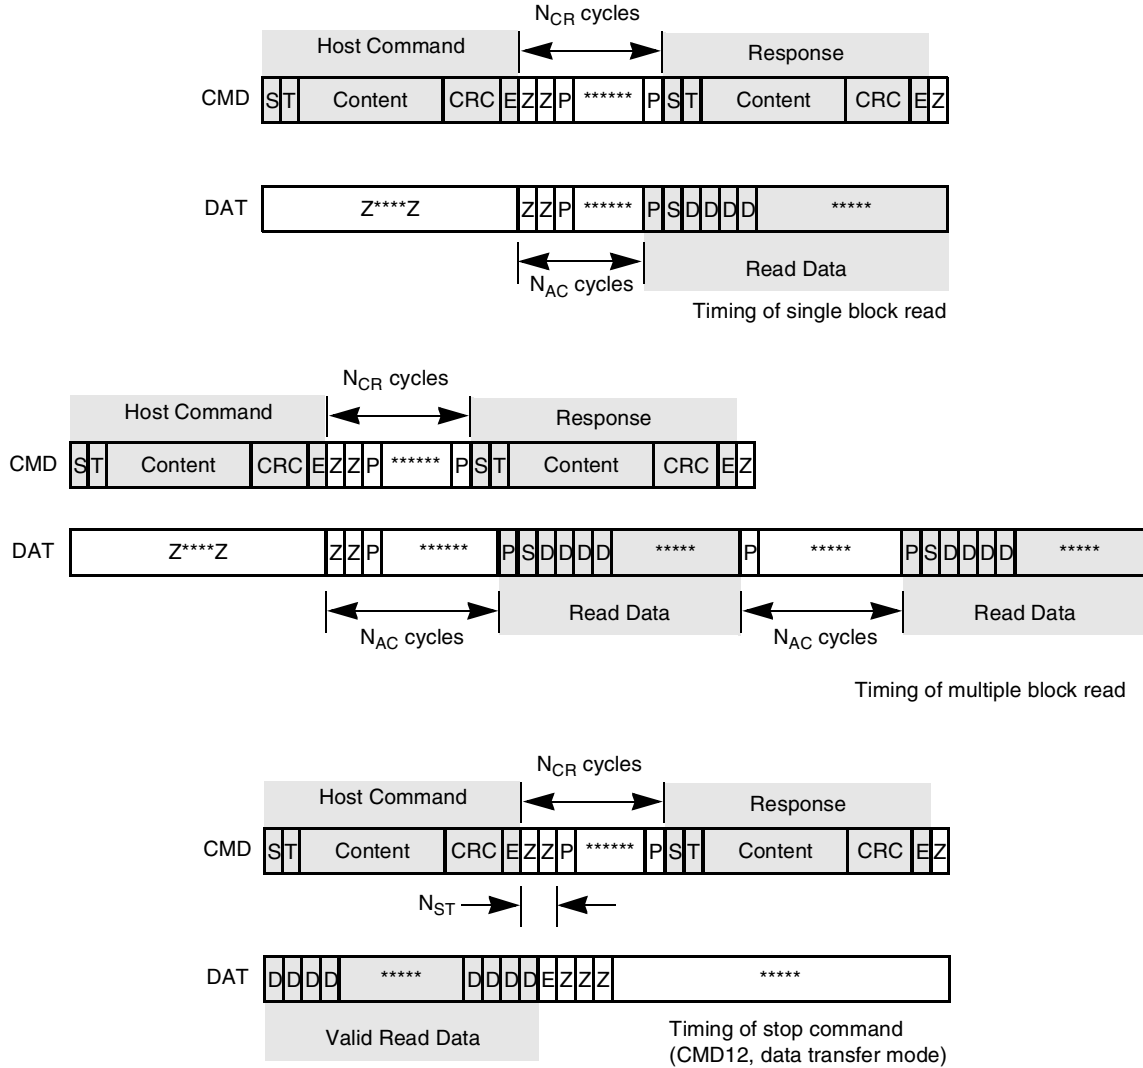 N_CR cycles
Host Command Response
CMD S T Content CRC E Z Z P ****** P S T Content CRC E Z
DAT Z****Z Z Z P ****** P S D D D D *****
N_AC cycles Read Data
Timing of single block read
N_CR cycles
Host Command Response
CMD S T Content CRC E Z Z P ****** P S T Content CRC E Z
DAT Z****Z Z Z P ****** P S D D D D ***** P ***** P S D D D D *****
N_AC cycles Read Data N_AC cycles Read Data
Timing of multiple block read
N_CR cycles
Host Command Response
CMD S T Content CRC E Z Z P ****** P S T Content CRC E Z
N_ST
DAT D D D D ***** D D D D E Z Z Z *****
Valid Read Data
Timing of stop command
(CMD12, data transfer mode)